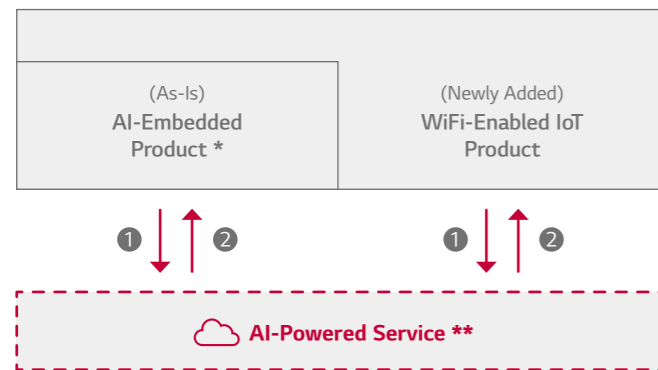 (As-Is)
AI-Embedded
Product *
(Newly Added)
WiFi-Enabled IoT
Product
1
2
1
2
AI-Powered Service **